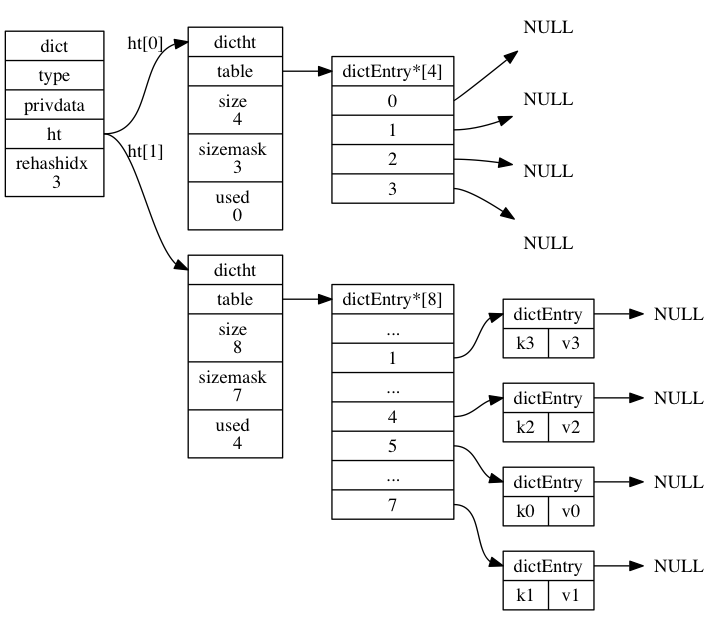 dict
type
privdata
ht
rehashidx
3
ht[0]
ht[1]
dictht
table
size
4
sizemask
3
used
0
dictEntry*[4]
0
1
2
3
NULL
NULL
NULL
NULL
dictht
table
size
8
sizemask
7
used
4
dictEntry*[8]
...
1
...
4
5
...
7
dictEntry
k3 v3
NULL
dictEntry
k2 v2
NULL
dictEntry
k0 v0
NULL
dictEntry
k1 v1
NULL